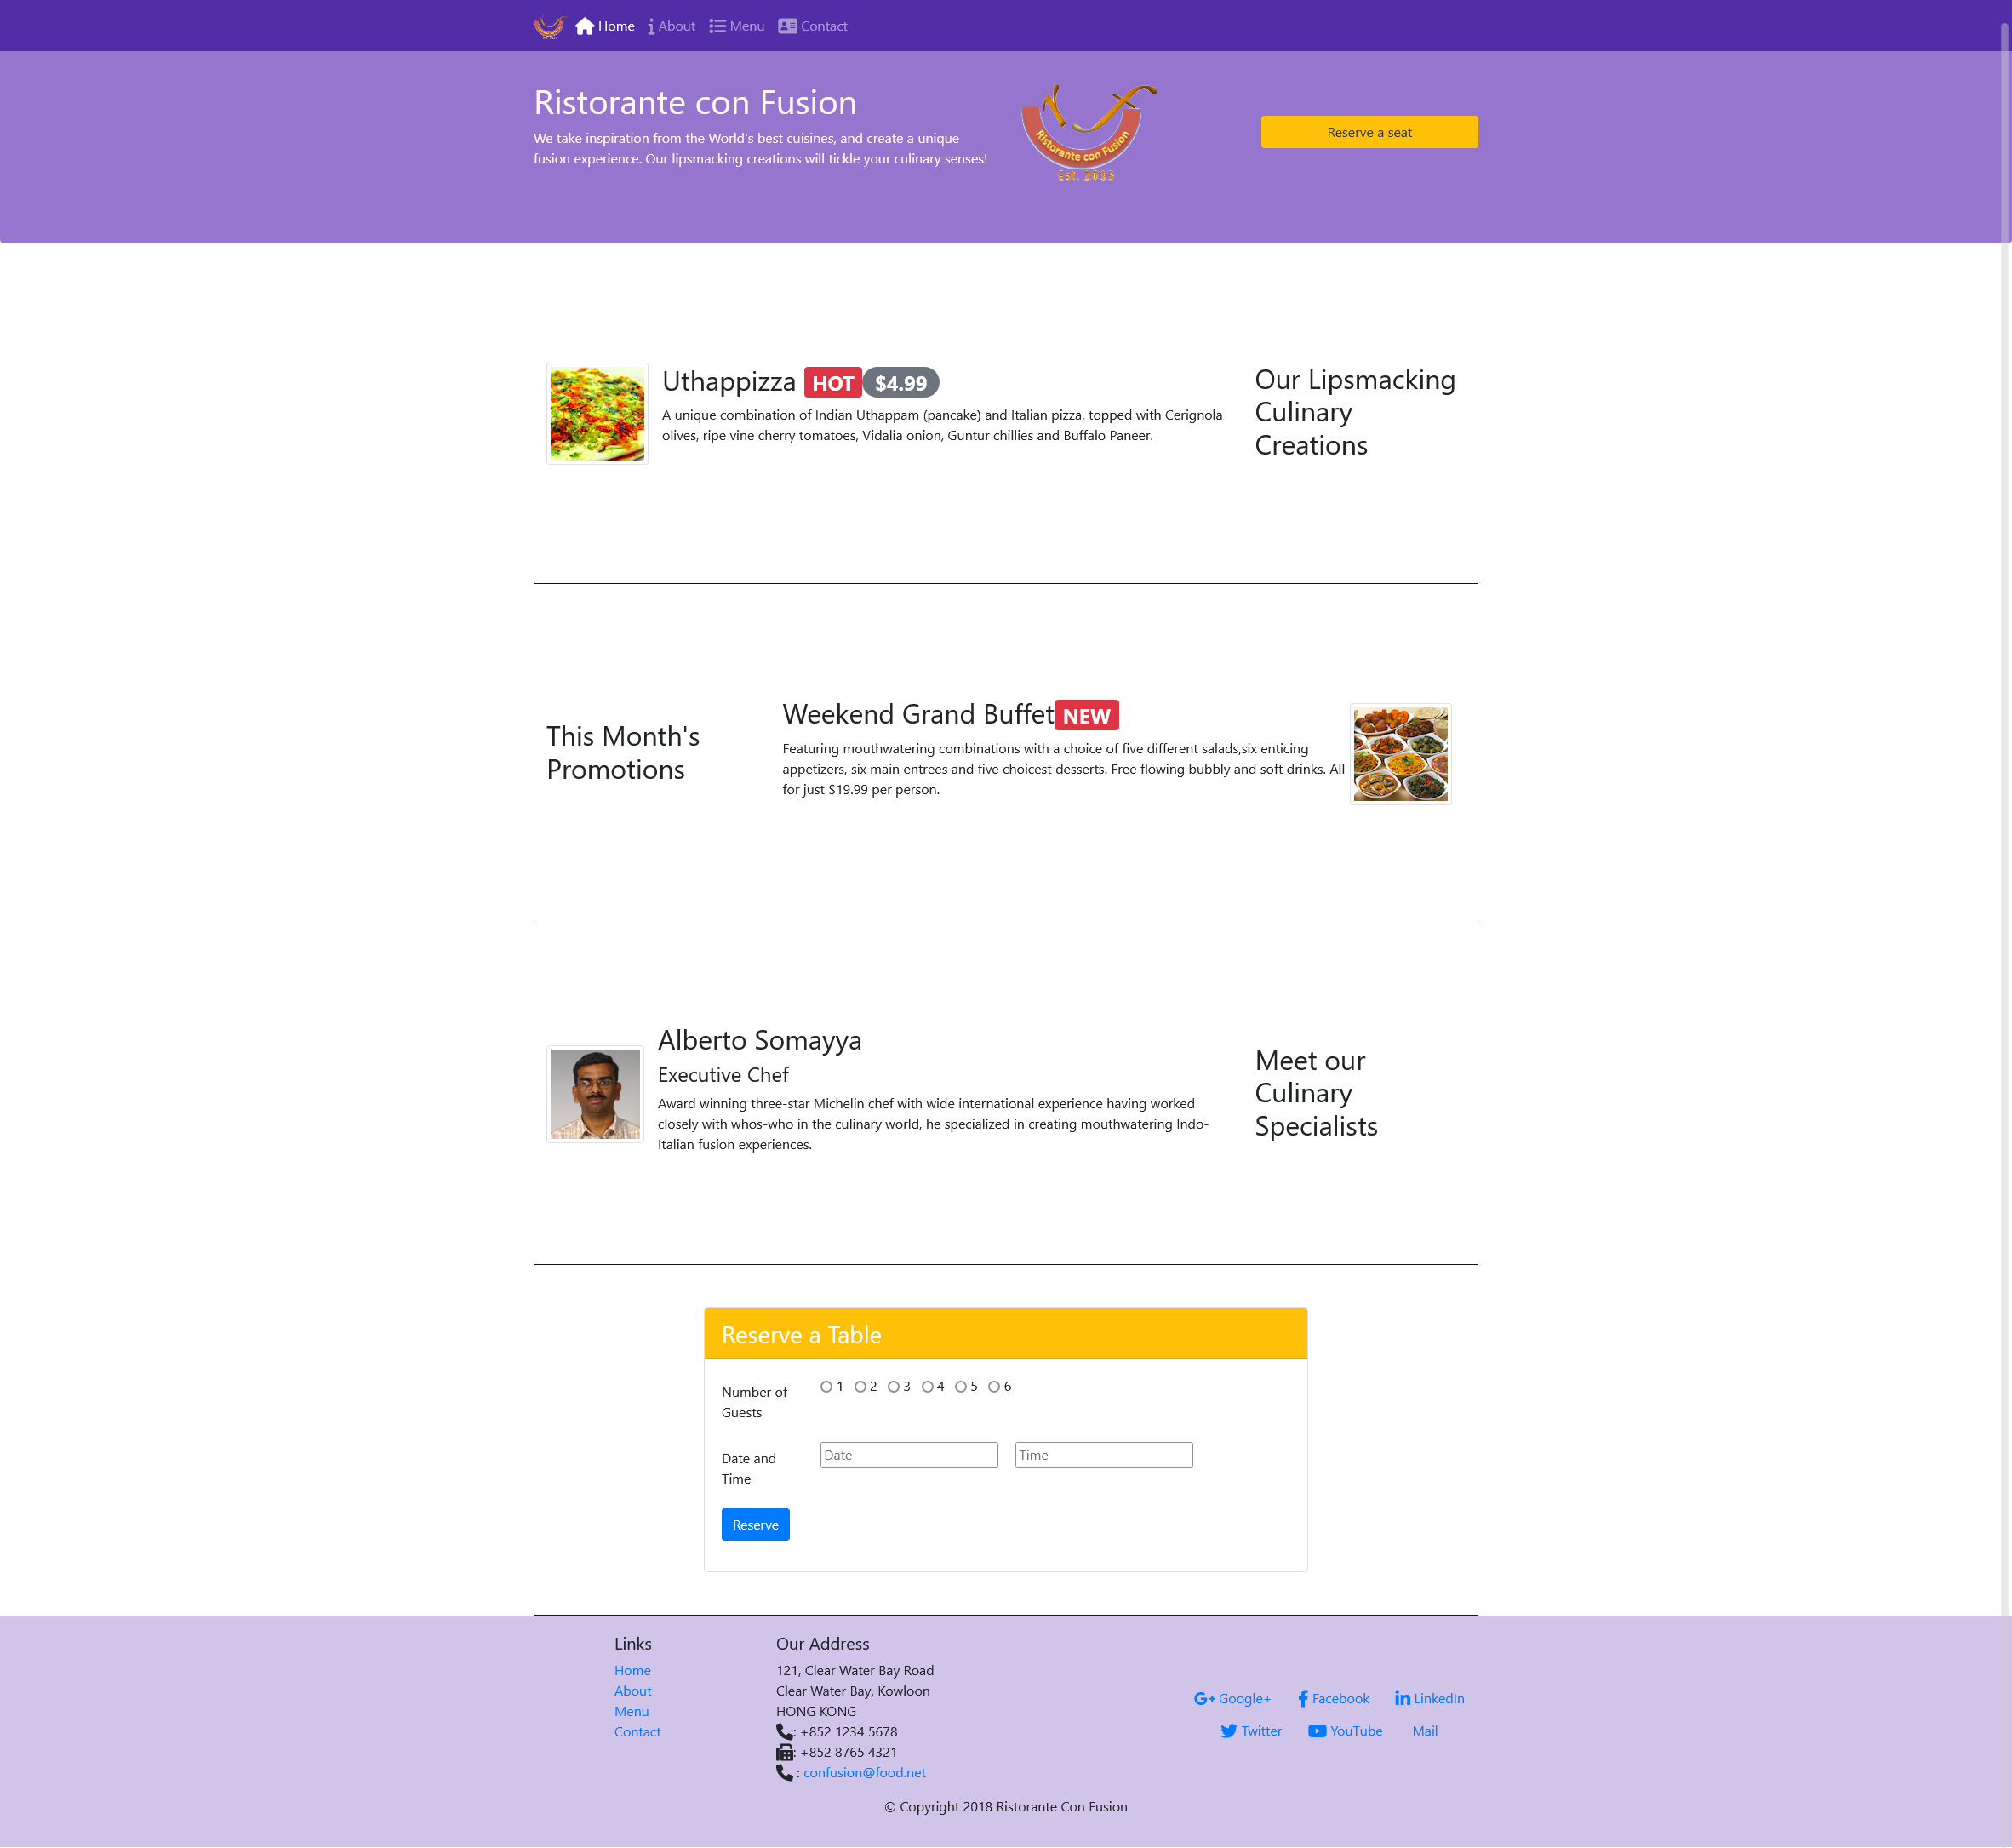 Home About Menu Contact
Ristorante con Fusion
We take inspiration from the World's best cuisines, and create a unique
fusion experience. Our lipsmacking creations will tickle your culinary senses!
Ristorante con Fusion
Est. 2019
Reserve a seat
Uthappizza HOT $4.99
A unique combination of Indian Uthappam (pancake) and Italian pizza, topped with Cerignola
olives, ripe vine cherry tomatoes, Vidalia onion, Guntur chillies and Buffalo Paneer.
Our Lipsmacking
Culinary
Creations
This Month's
Promotions
Weekend Grand Buffet NEW
Featuring mouthwatering combinations with a choice of five different salads,six enticing
appetizers, six main entrees and five choicest desserts. Free flowing bubbly and soft drinks. All
for just $19.99 per person.
Alberto Somayya
Executive Chef
Award winning three-star Michelin chef with wide international experience having worked
closely with whos-who in the culinary world, he specialized in creating mouthwatering Indo-
Italian fusion experiences.
Meet our
Culinary
Specialists
Reserve a Table
Number of
Guests
1 2 3 4 5 6
Date and
Time
Date Time
Reserve
Links
Home
About
Menu
Contact
Our Address
121, Clear Water Bay Road
Clear Water Bay, Kowloon
HONG KONG
: +852 1234 5678
: +852 8765 4321
: confusion@food.net
Google+ Facebook LinkedIn
Twitter YouTube Mail
© Copyright 2018 Ristorante Con Fusion